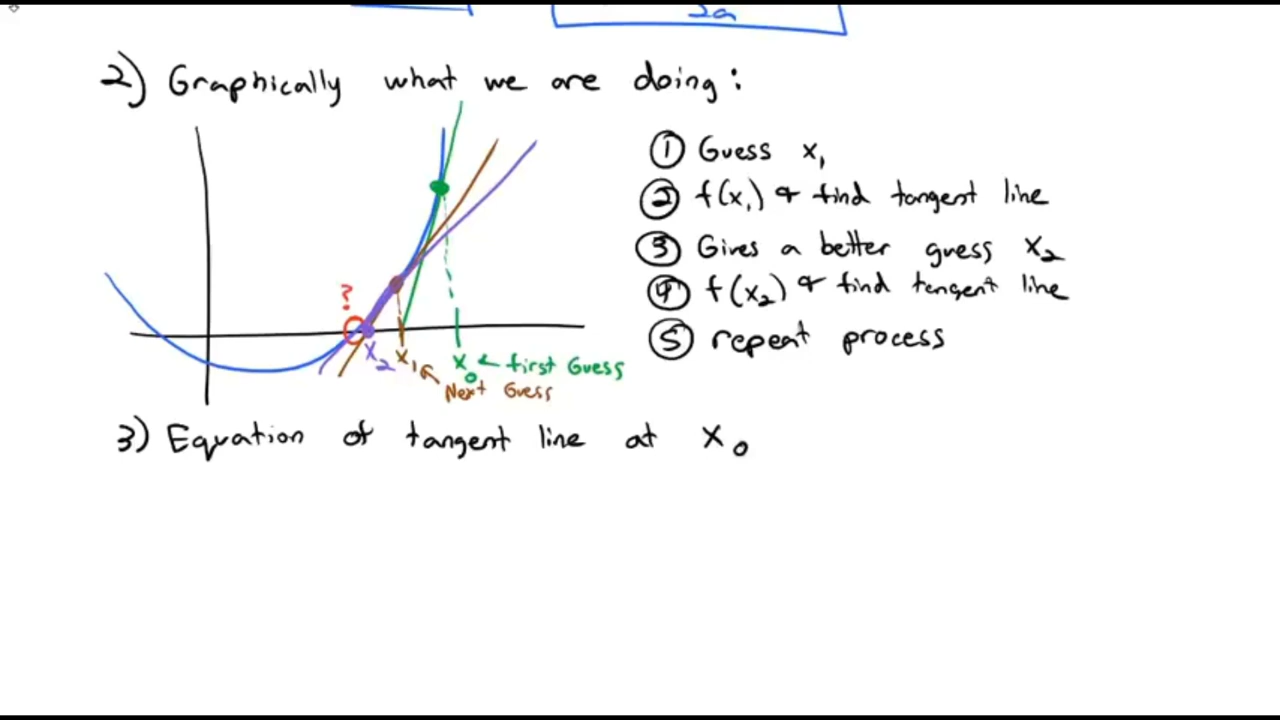 2a
2) Graphically what we are doing:
① Guess x₁
② f(x₁) & find tangent line
③ Gives a better guess x₂
④ f(x₂) & find tangent line
⑤ repeat process
?
x₂
x₁
x₀ ← first Guess
Next Guess
3) Equation of tangent line at x₀